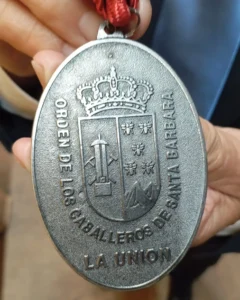 ORDEN DE LOS CABALLEROS DE SANTA BARBARA
LA UNION